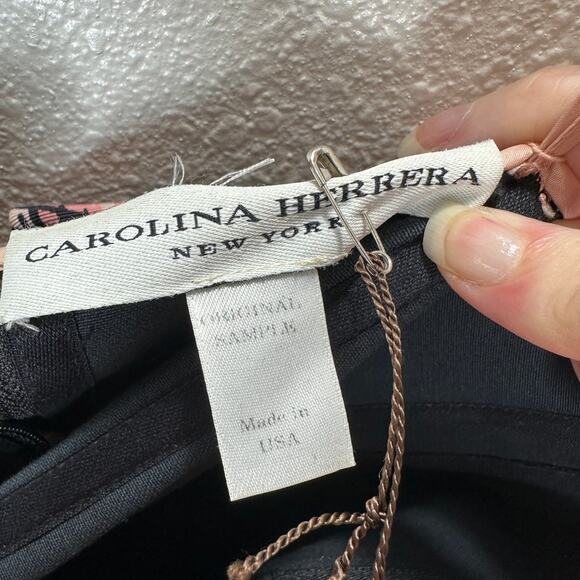 CAROLINA HERRERA
NEW YORK
ORIGINAL
SAMPLE
Made in
USA